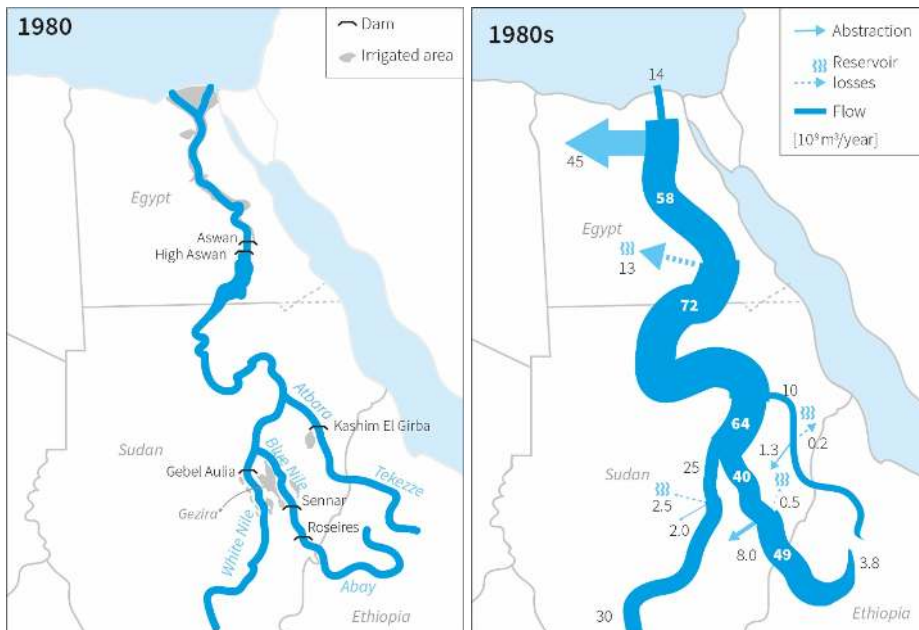 1980
Dam
Irrigated area
Egypt
Aswan
High Aswan
Atbara
Kashim El Girba
Sudan
Gebel Aulia
Blue Nile
Tekezze
Gezira
Sennar
White Nile
Roseires
Abay
Ethiopia
1980s
Abstraction
Reservoir
losses
Flow
[10⁹ m³/year]
14
45
58
Egypt
13
72
10
64
1.3
0.2
Sudan
25
40
2.5
0.5
2.0
8.0
49
3.8
30
Ethiopia